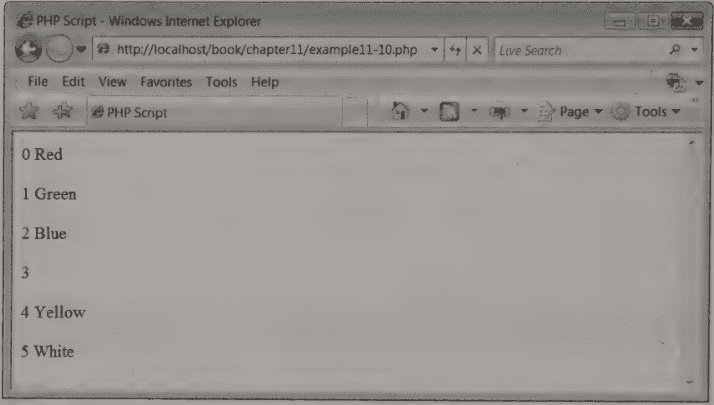 PHP Script - Windows Internet Explorer
http://localhost/book/chapter11/example11-10.php
Live Search
File Edit View Favorites Tools Help
PHP Script
Page Tools
0 Red
1 Green
2 Blue
3
4 Yellow
5 White